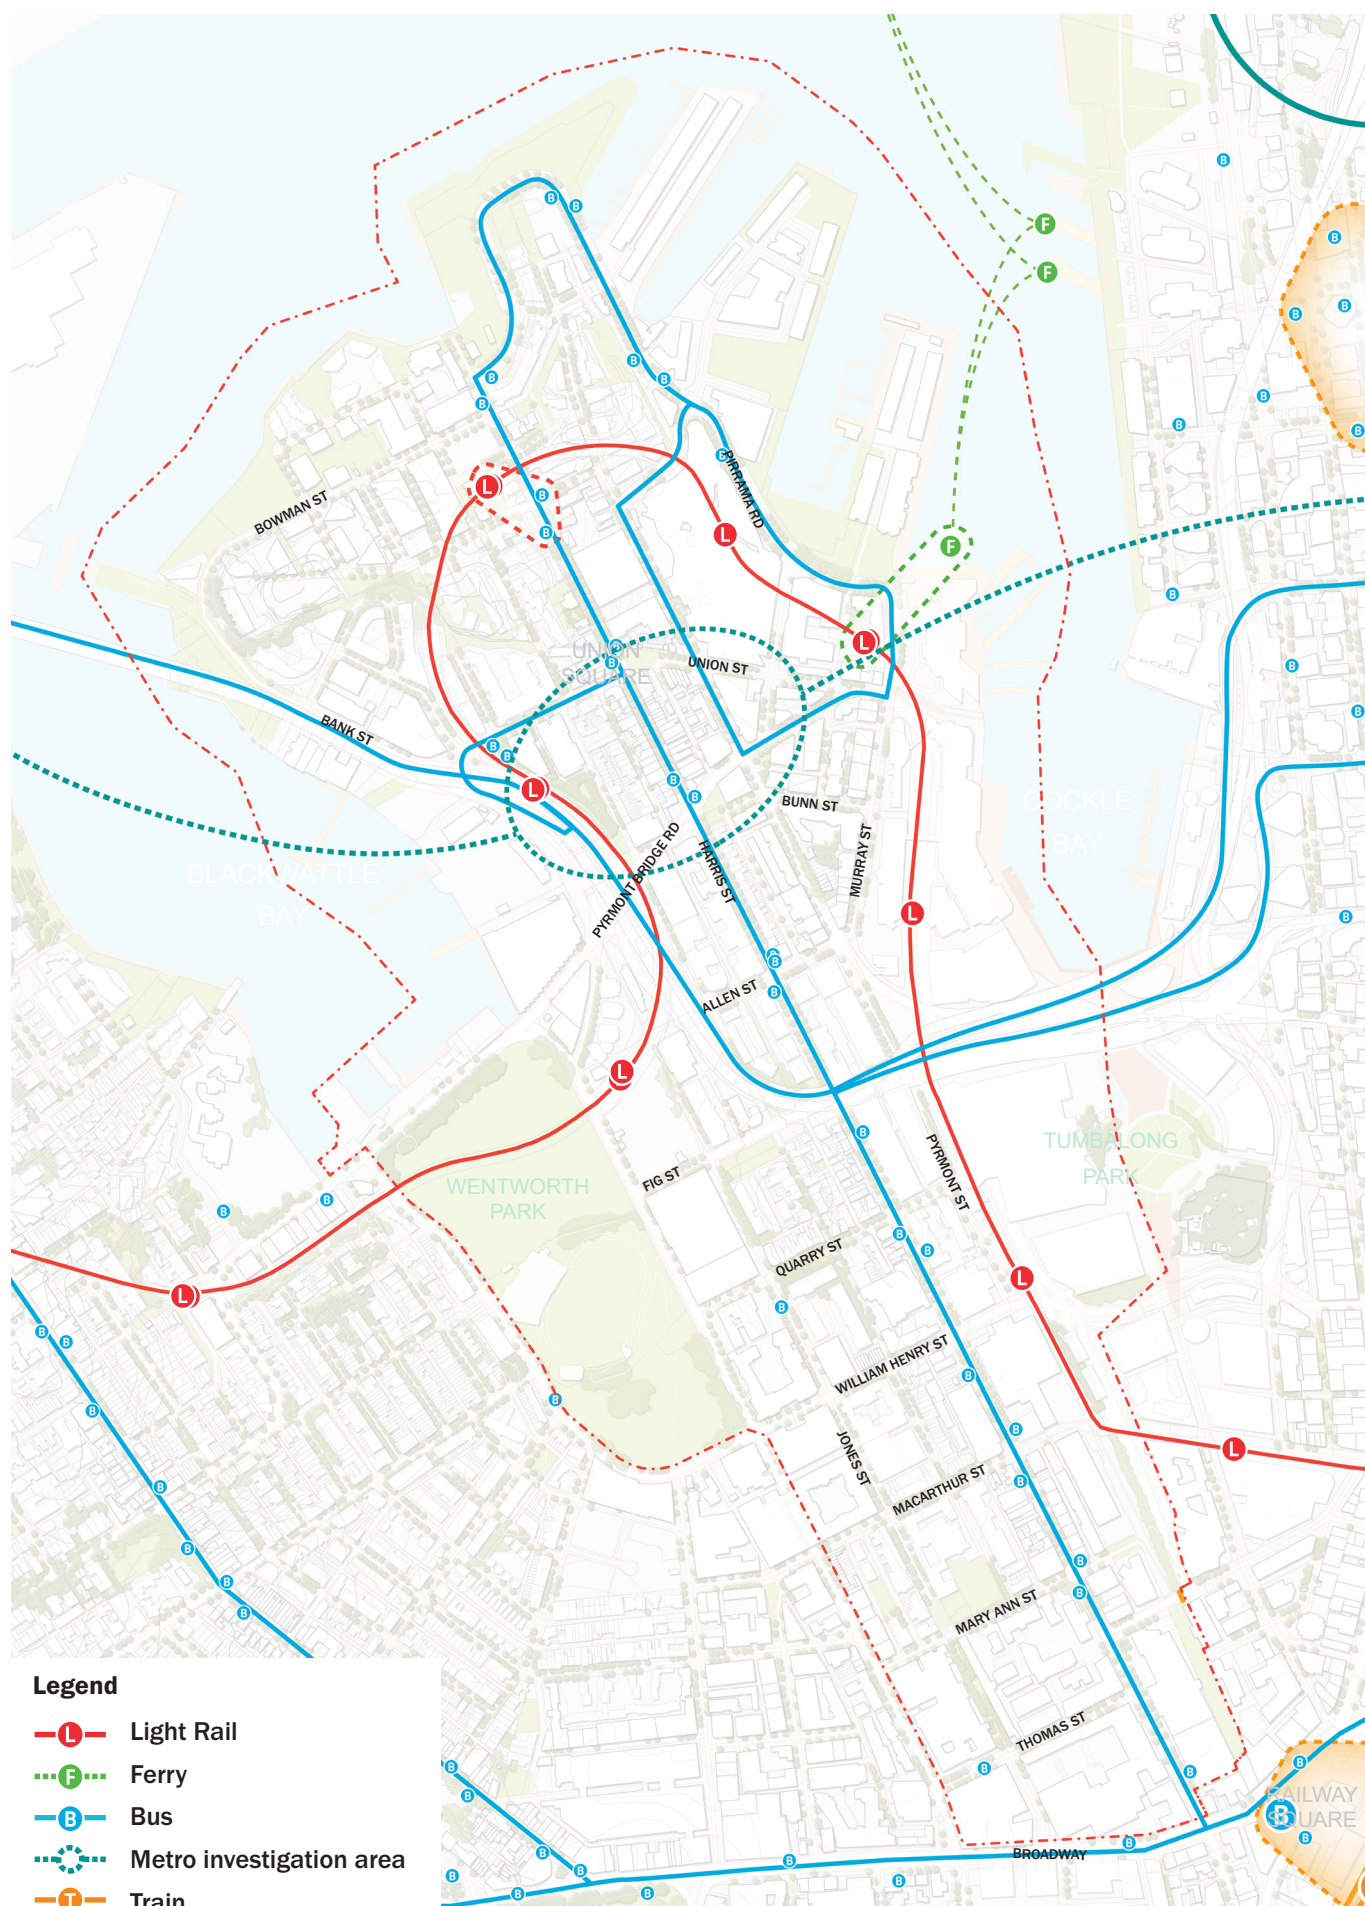 PIRRAMA RD
BOWMAN ST
UNION
SQUARE
UNION ST
BANK ST
BUNN ST
COCKLE
BAY
MURRAY ST
PYRMONT BRIDGE RD
HARRIS ST
BLACKWATTLE
BAY
ALLEN ST
PYRMONT ST
TUMBALONG
PARK
WENTWORTH
PARK
FIG ST
QUARRY ST
WILLIAM HENRY ST
JONES ST
MACARTHUR ST
MARY ANN ST
THOMAS ST
RAILWAY
SQUARE
BROADWAY
Legend
L Light Rail
F Ferry
B Bus
Metro investigation area
T Train